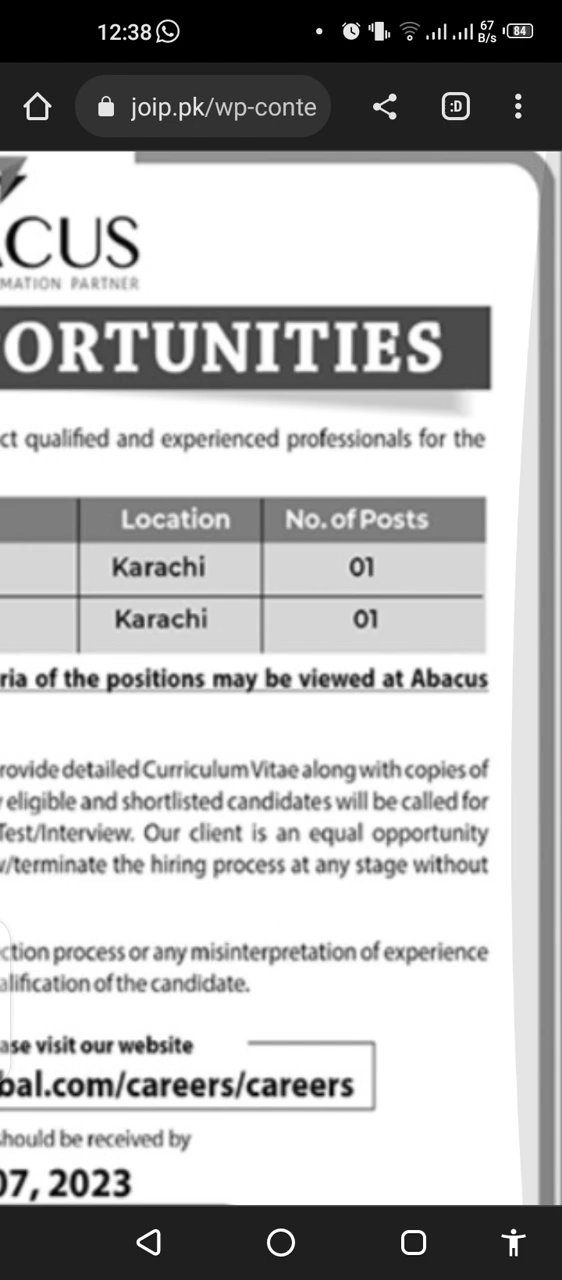 12:38
67
B/s
84
joip.pk/wp-conte
:D
CUS
MATION PARTNER
ORTUNITIES
ct qualified and experienced professionals for the
Location No. of Posts
Karachi 01
Karachi 01
ria of the positions may be viewed at Abacus
rovide detailed Curriculum Vitae along with copies of
eligible and shortlisted candidates will be called for
Test/Interview. Our client is an equal opportunity
/terminate the hiring process at any stage without
ction process or any misinterpretation of experience
alification of the candidate.
ase visit our website
bal.com/careers/careers
hould be received by
07, 2023